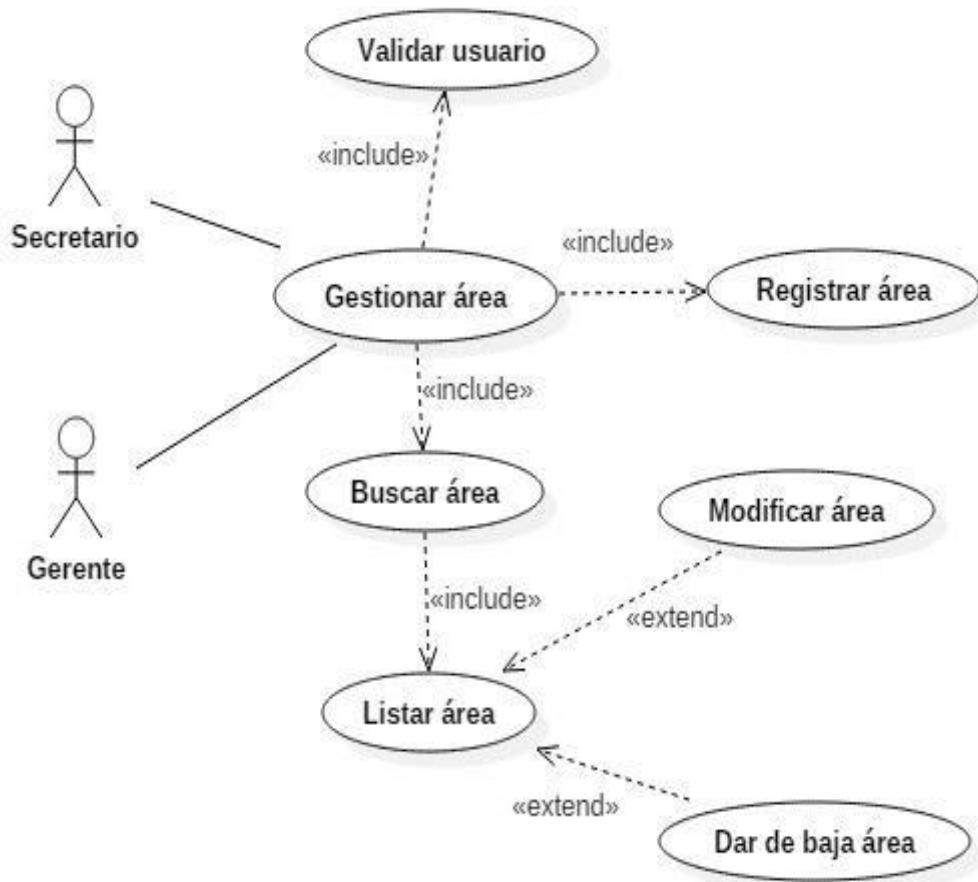 Validar usuario
«include»
Secretario
«include»
Gestionar área
Registrar área
«include»
Buscar área
Modificar área
Gerente
«include»
«extend»
Listar área
«extend»
Dar de baja área